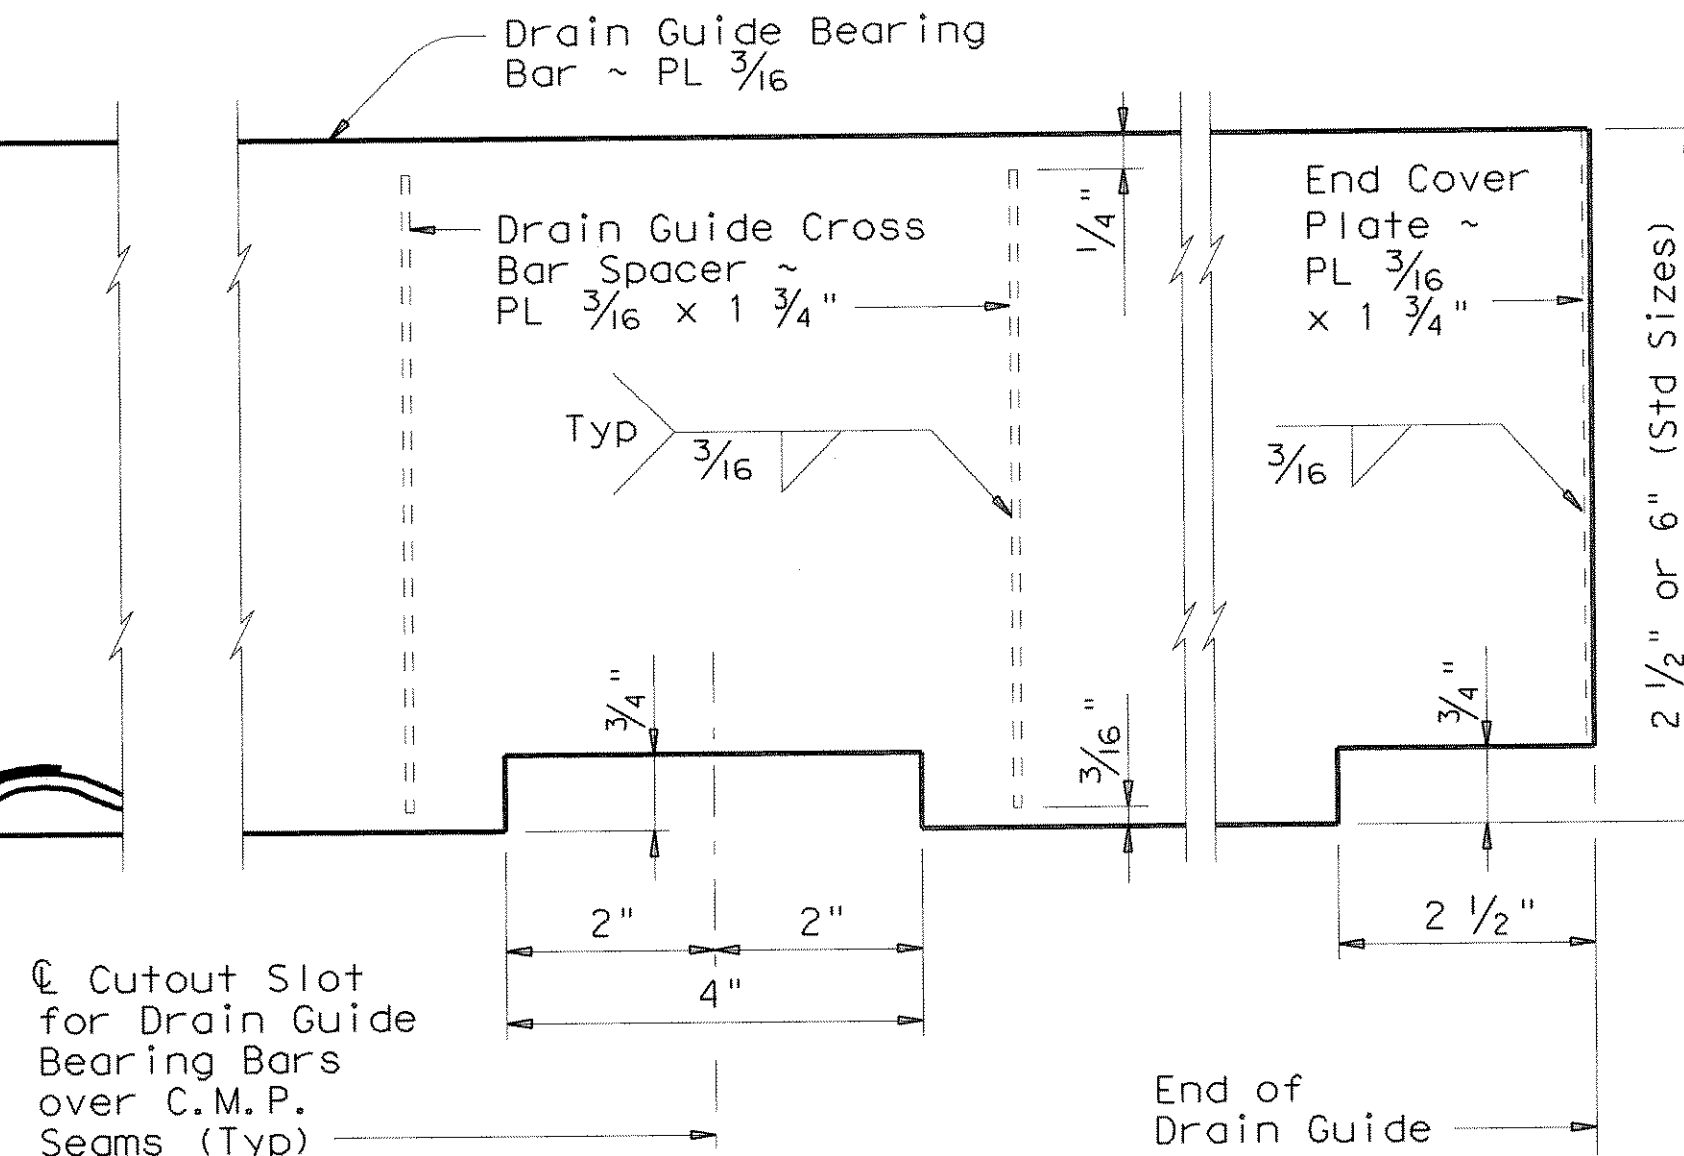 Drain Guide Bearing
Bar ~ PL 3/16
End Cover
Plate ~
PL 3/16
x 1 3/4"
Drain Guide Cross
Bar Spacer ~
PL 3/16 x 1 3/4"
1/4"
2 1/2" or 6" (Std Sizes)
Typ
3/16
3/16
3/4"
3/16"
3/4"
2"
2"
2 1/2"
4"
℄ Cutout Slot
for Drain Guide
Bearing Bars
over C.M.P.
Seams (Typ)
End of
Drain Guide